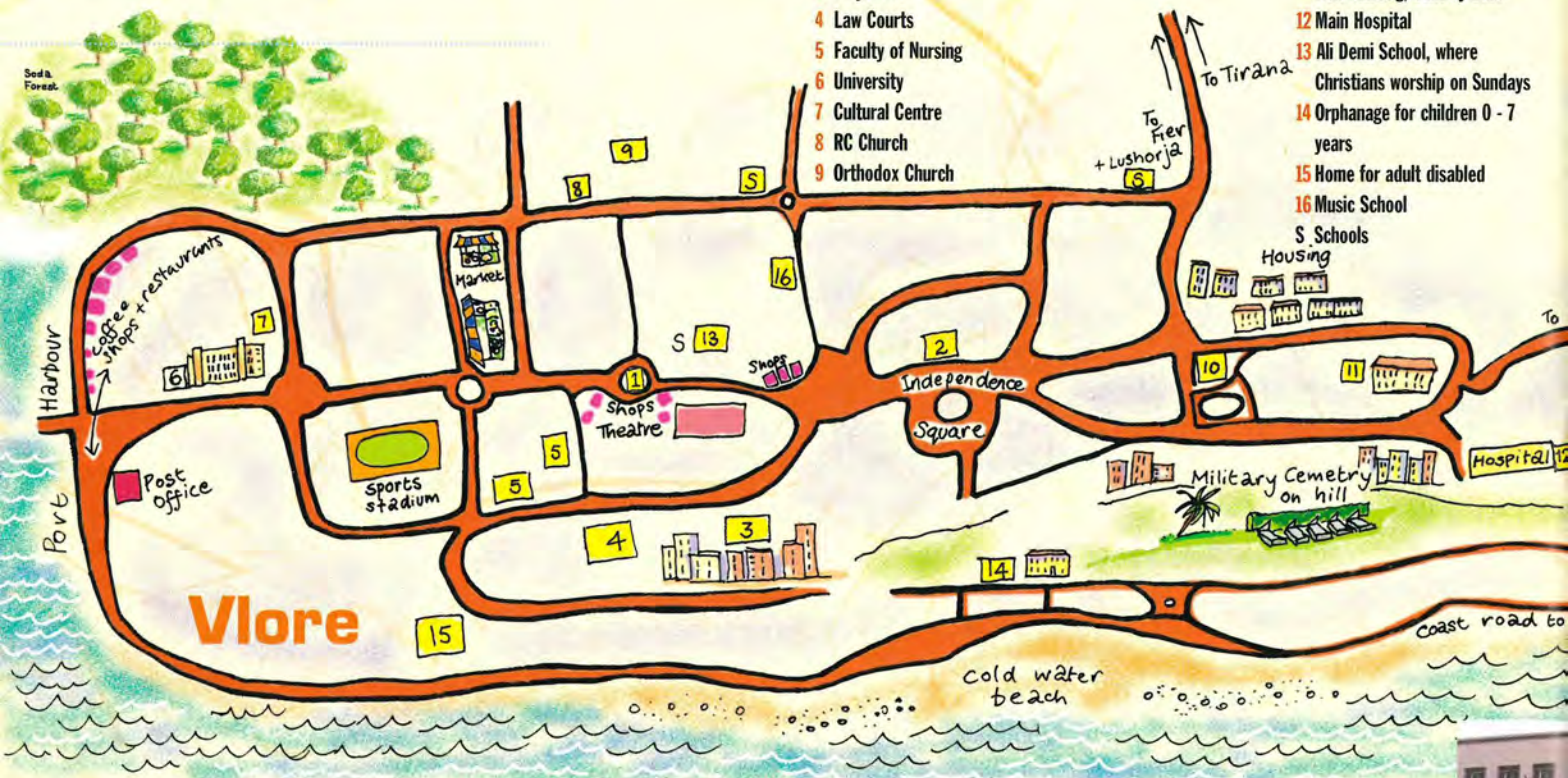 4 Law Courts
5 Faculty of Nursing
6 University
7 Cultural Centre
8 RC Church
9 Orthodox Church
12 Main Hospital
13 Ali Demi School, where
Christians worship on Sundays
14 Orphanage for children 0 - 7
years
15 Home for adult disabled
16 Music School
S Schools
Soda
Forest
To Tirana
To
Fier
+ Lushorja
S
9
8
S
Housing
To
Market
16
coffee
shops + restaurants
7
6
Harbour
S 13
Shops
2
1
Independence
Square
10
11
Shops
Theatre
Sports
stadium
5
5
Post
Office
Port
Hospital 12
Military Cemetry
on hill
4
3
14
Vlore
15
coast road to
cold water
beach